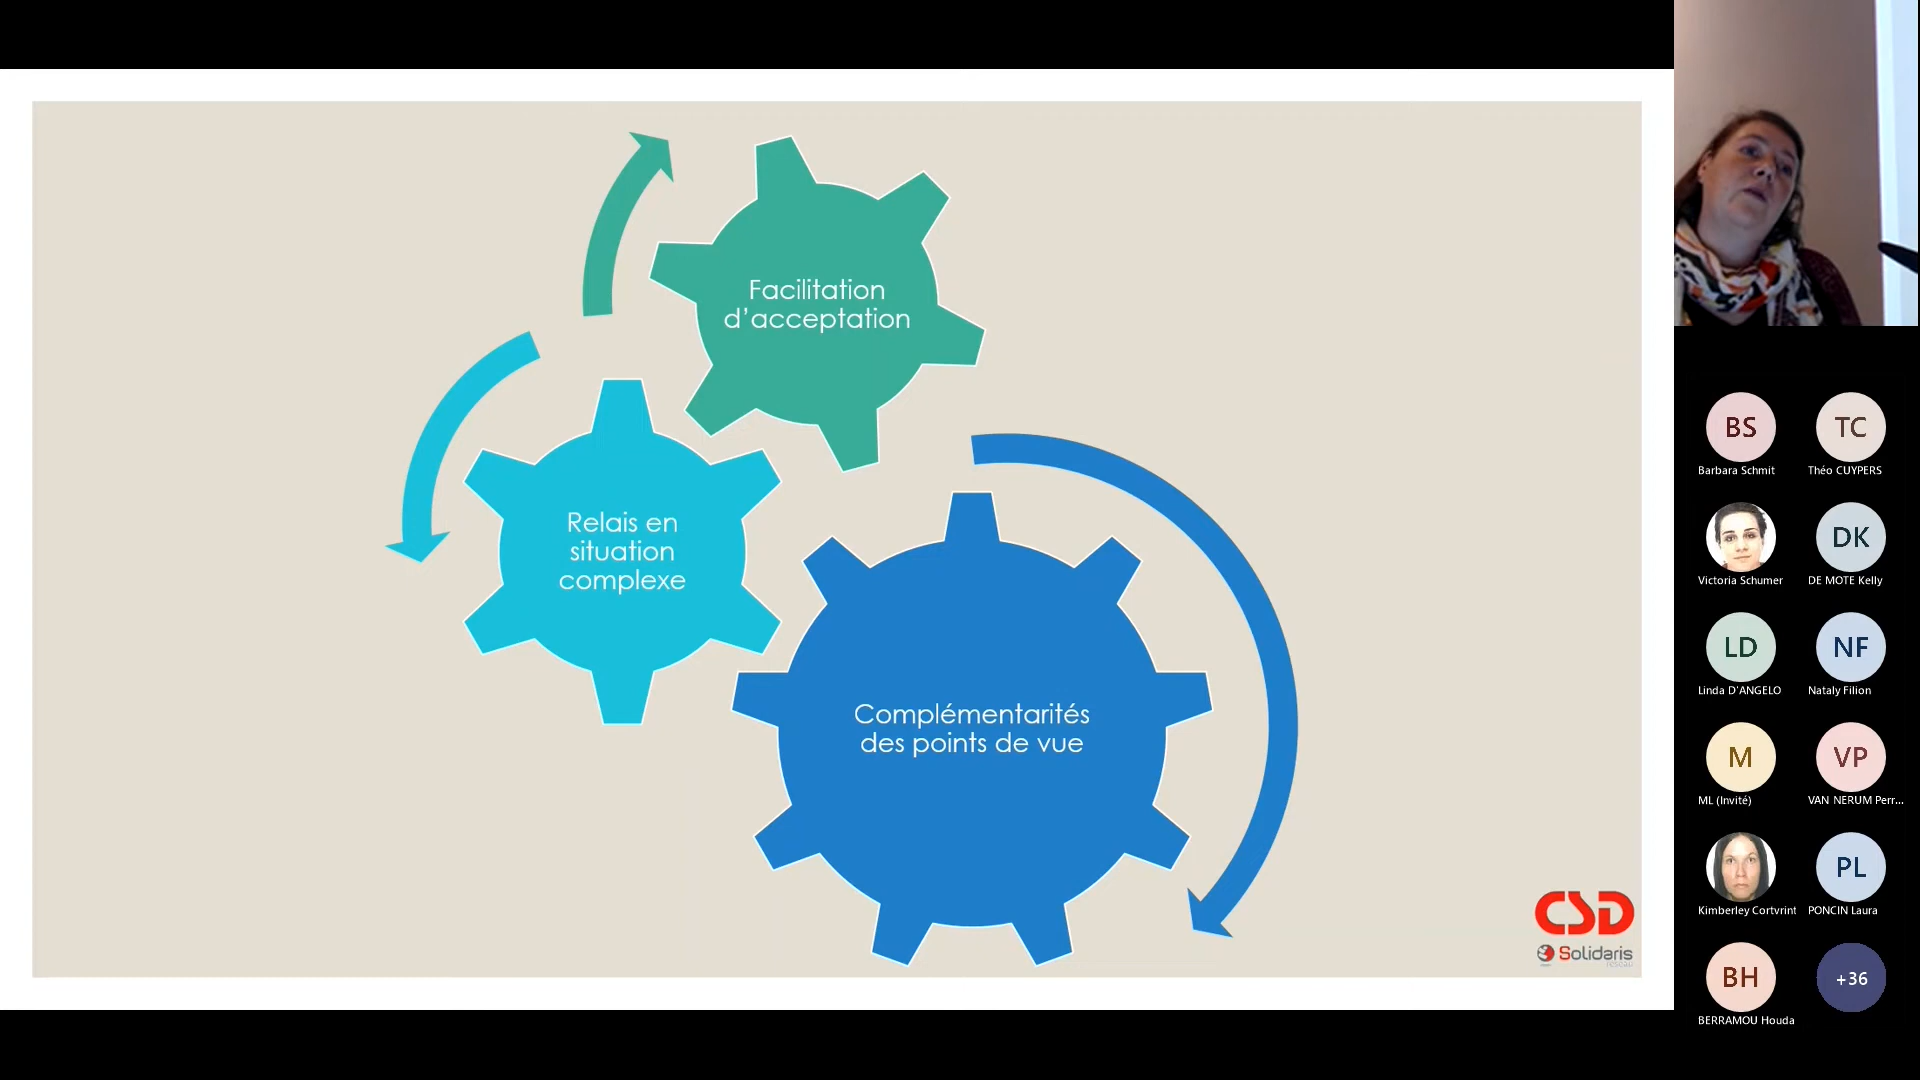 Facilitation
d’acceptation
Relais en
situation
complexe
Complémentarités
des points de vue
CSD
Solidaris
réseau
BS
Barbara Schmit
TC
Théo CUYPERS
Victoria Schumer
DK
DE MOTE Kelly
LD
Linda D'ANGELO
NF
Nataly Filion
M
ML (Invité)
VP
VAN NERUM Perr...
Kimberley Cortvrint
PL
PONCIN Laura
BH
BERRAMOU Houda
+36